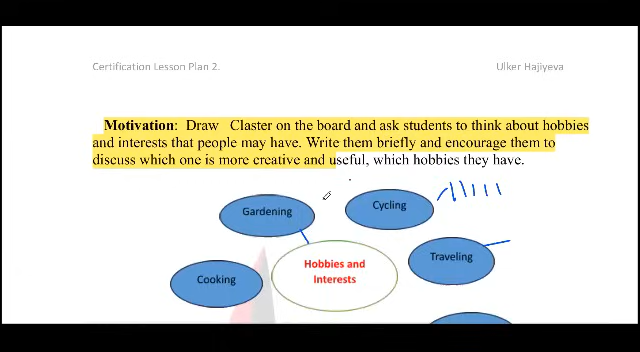 Certification Lesson Plan 2. Ulker Hajiyeva
Motivation: Draw Claster on the board and ask students to think about hobbies
and interests that people may have. Write them briefly and encourage them to
discuss which one is more creative and useful, which hobbies they have.
Gardening
Cycling
Hobbies and
Interests
Traveling
Cooking